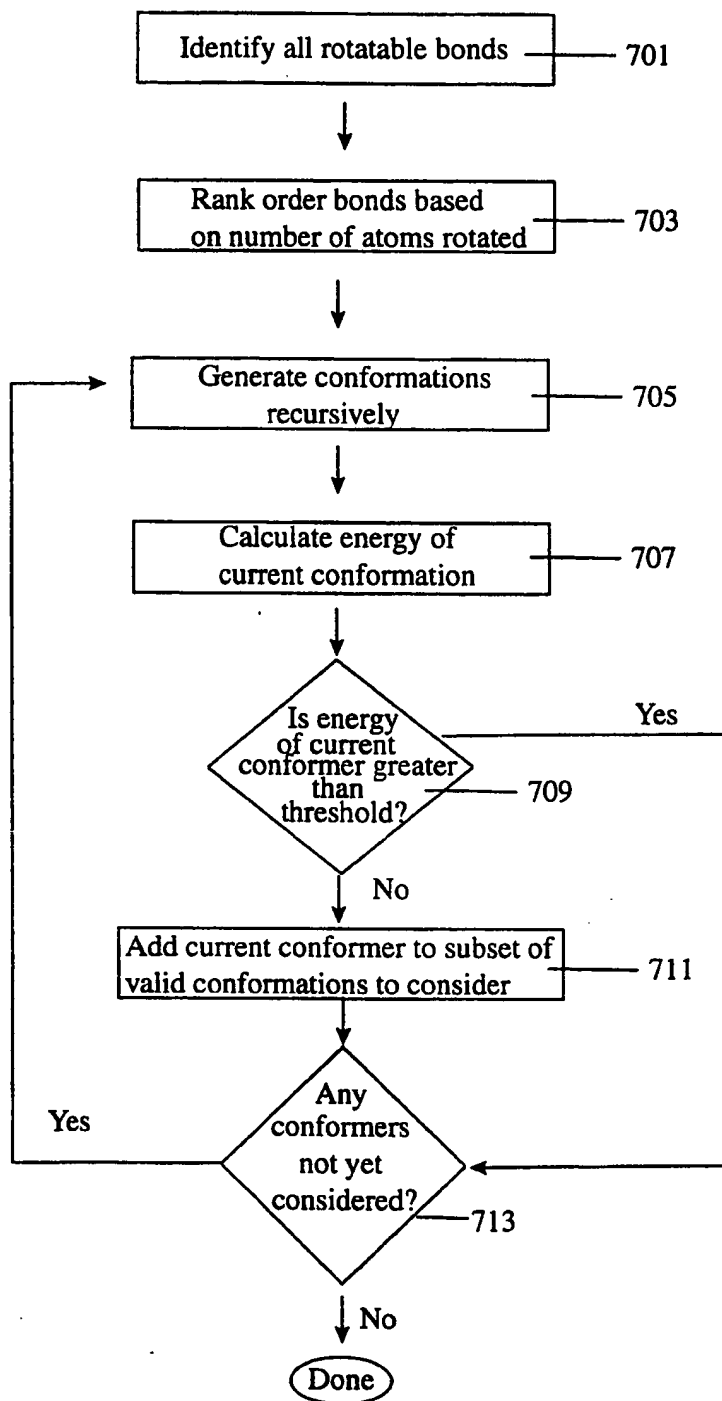 Identify all rotatable bonds
701
Rank order bonds based
on number of atoms rotated
703
Generate conformations
recursively
705
Calculate energy of
current conformation
707
Is energy
of current
conformer greater
than
threshold?
709
Yes
No
Add current conformer to subset of
valid conformations to consider
711
Any
conformers
not yet
considered?
713
Yes
No
Done